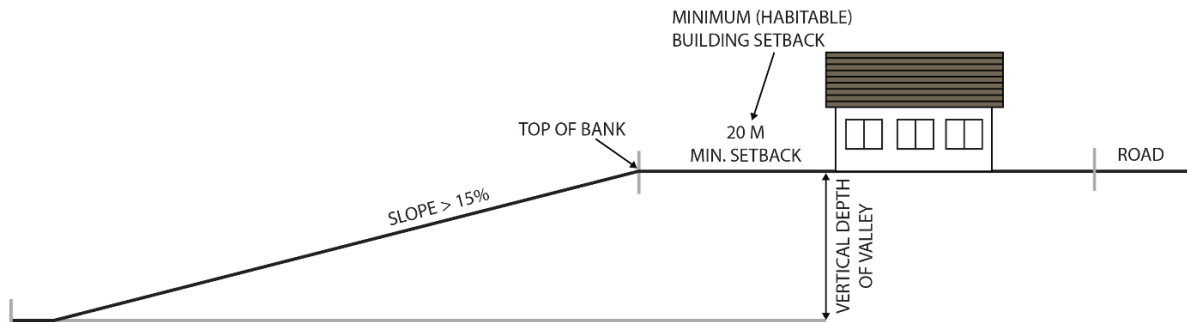 MINIMUM (HABITABLE)
BUILDING SETBACK
TOP OF BANK
20 M
MIN. SETBACK
ROAD
SLOPE > 15%
VERTICAL DEPTH
OF VALLEY